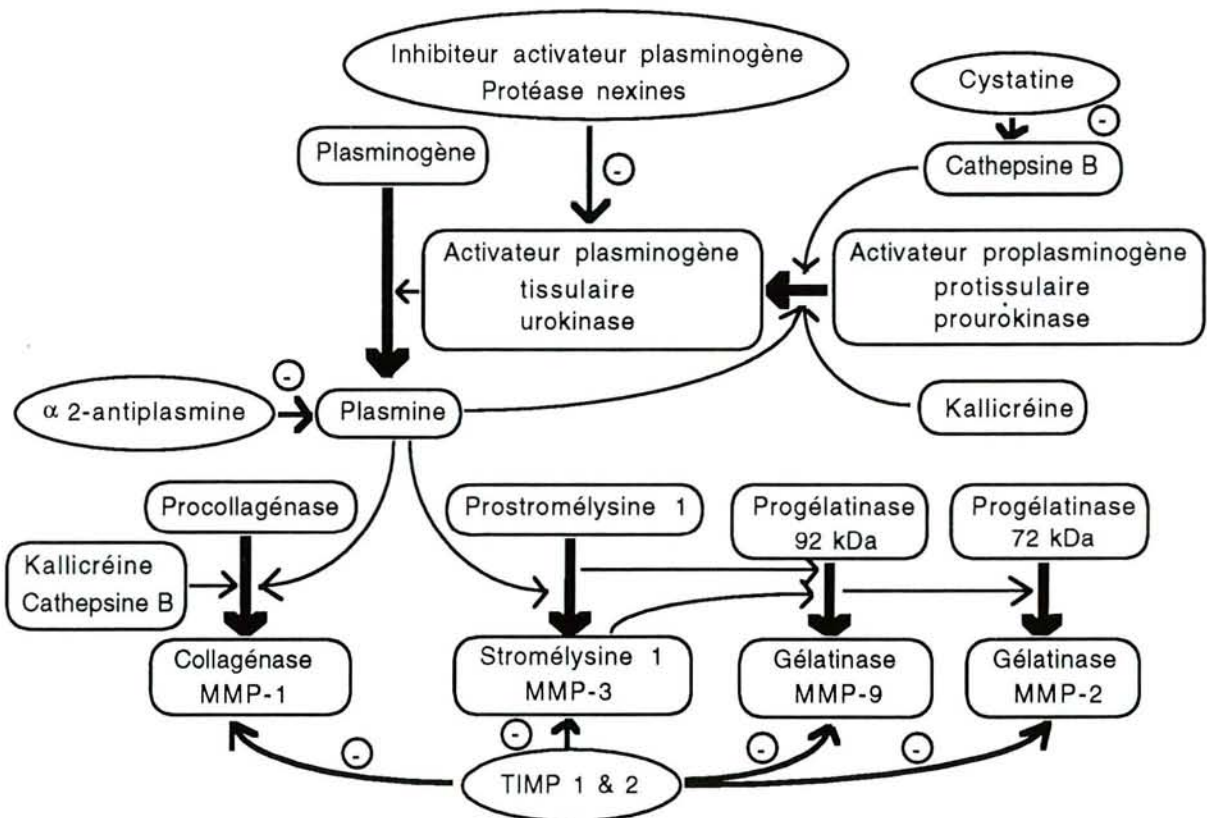 Inhibiteur activateur plasminogène
Protéase nexines
Cystatine
-
Plasminogène
-
Cathepsine B
Activateur plasminogène
tissulaire
urokinase
Activateur proplasminogène
protissulaire
prourokinase
-
α 2-antiplasmine
Plasmine
Kallicréine
Procollagénase
Prostromélysine 1
Progélatinase
92 kDa
Progélatinase
72 kDa
Kallicréine
Cathepsine B
Collagénase
MMP-1
Stromélysine 1
MMP-3
Gélatinase
MMP-9
Gélatinase
MMP-2
-
-
-
-
TIMP 1 & 2